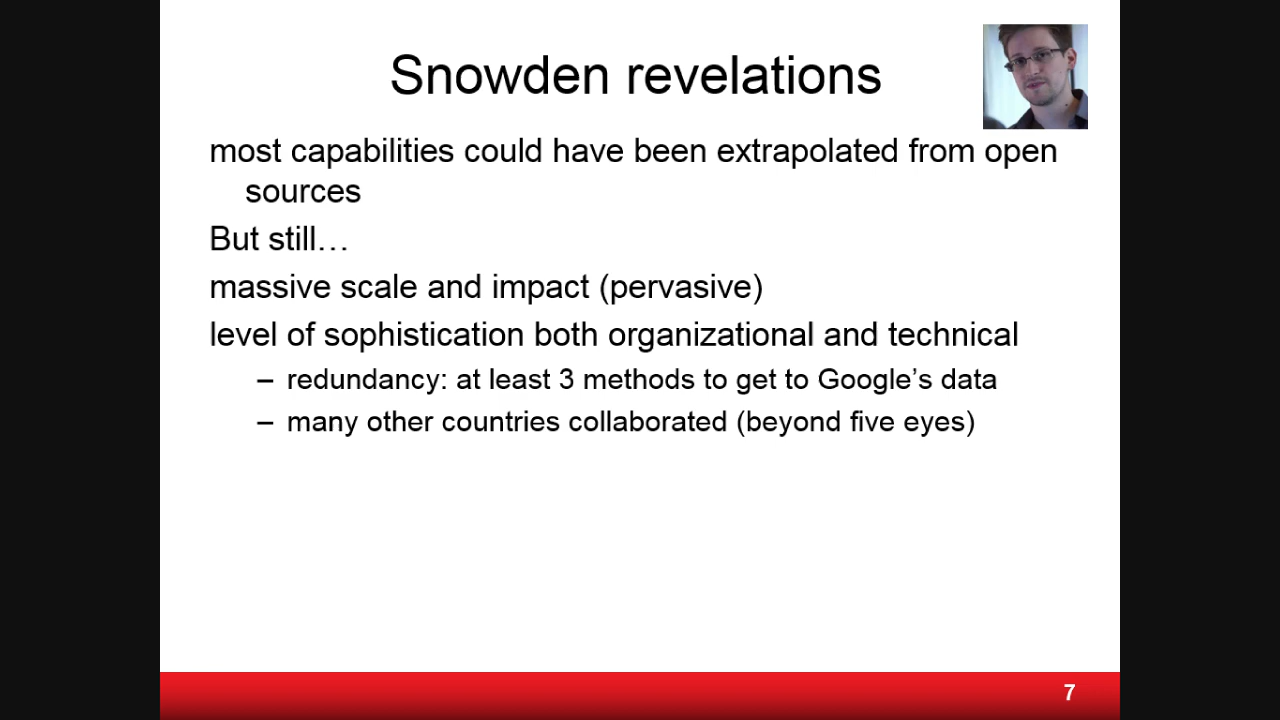 Snowden revelations
most capabilities could have been extrapolated from open
sources
But still…
massive scale and impact (pervasive)
level of sophistication both organizational and technical
– redundancy: at least 3 methods to get to Google’s data
– many other countries collaborated (beyond five eyes)
7